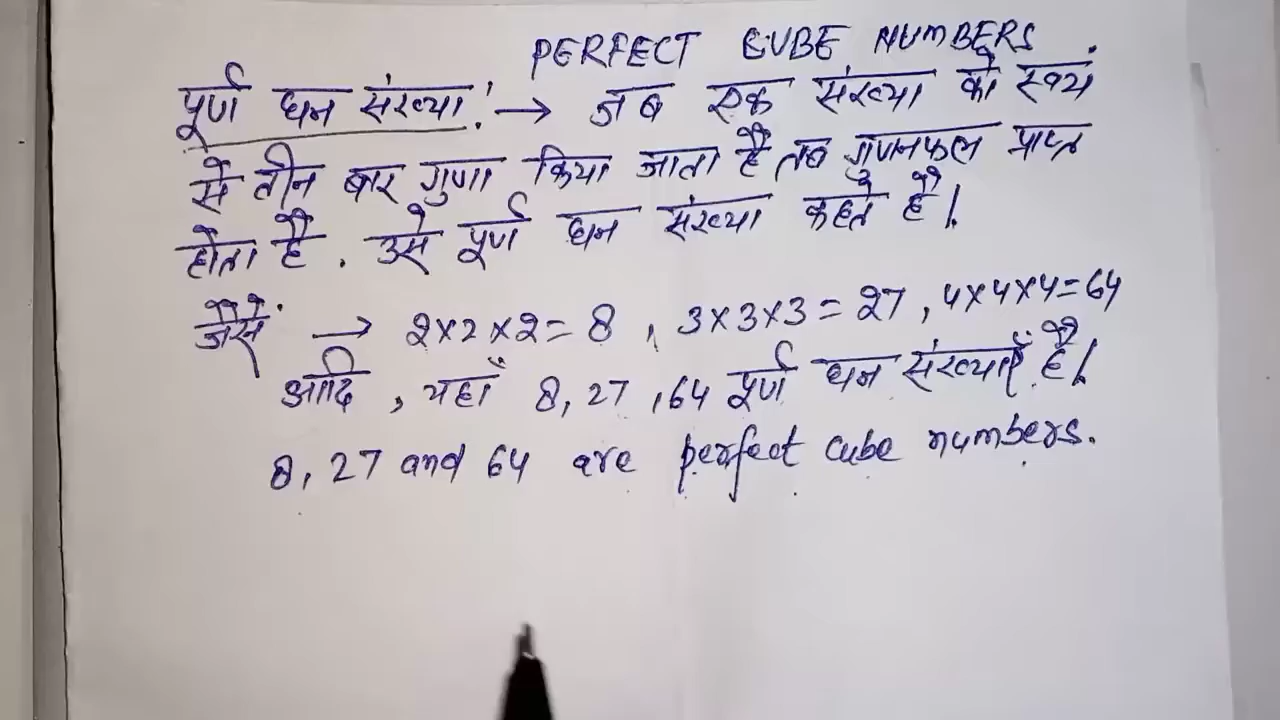 PERFECT CUBE NUMBERS
पूर्ण घन संख्या :→ जब एक संख्या को स्वयं
से तीन बार गुणा किया जाता है तब गुणनफल प्राप्त
होता है . उसे पूर्ण घन संख्या कहते है।
जैसे → 2×2×2=8 , 3×3×3=27, 4×4×4=64
आदि , यहाँ 8, 27 ,64 पूर्ण घन संख्याएँ है।
8, 27 and 64 are perfect cube numbers.